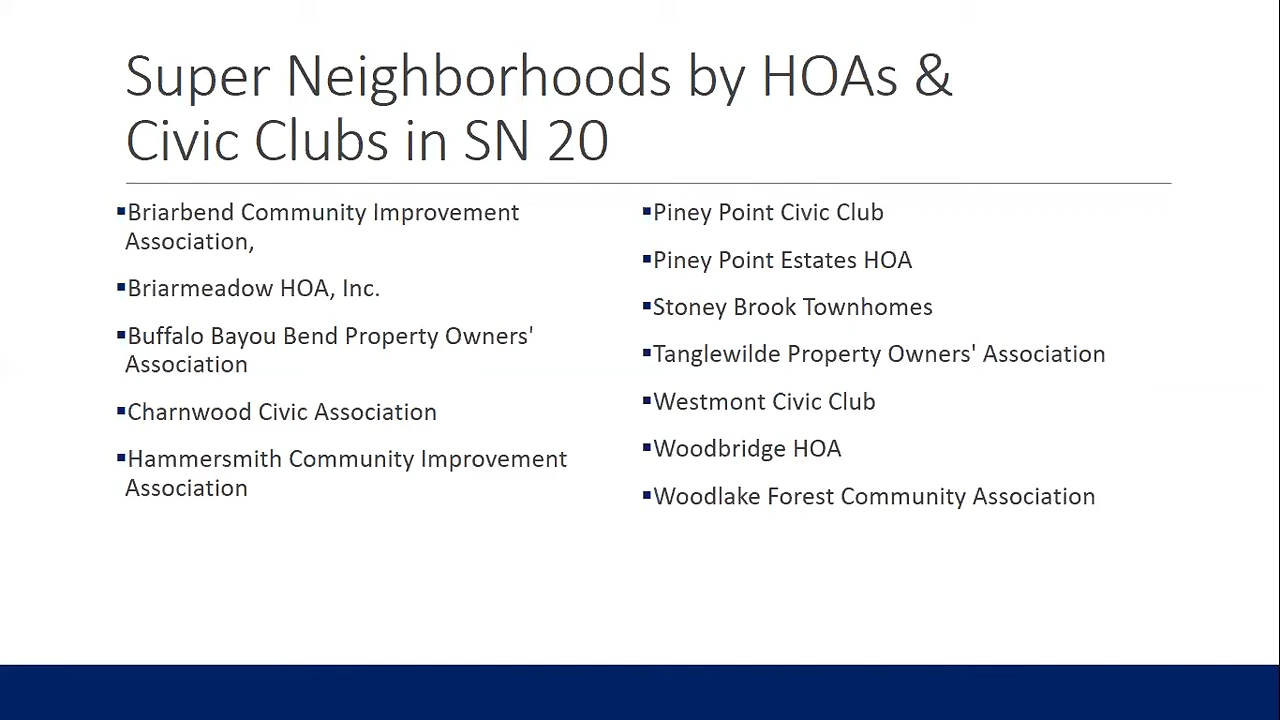 Super Neighborhoods by HOAs &
Civic Clubs in SN 20
▪Briarbend Community Improvement
Association,
▪Briarmeadow HOA, Inc.
▪Buffalo Bayou Bend Property Owners'
Association
▪Charnwood Civic Association
▪Hammersmith Community Improvement
Association
▪Piney Point Civic Club
▪Piney Point Estates HOA
▪Stoney Brook Townhomes
▪Tanglewilde Property Owners' Association
▪Westmont Civic Club
▪Woodbridge HOA
▪Woodlake Forest Community Association